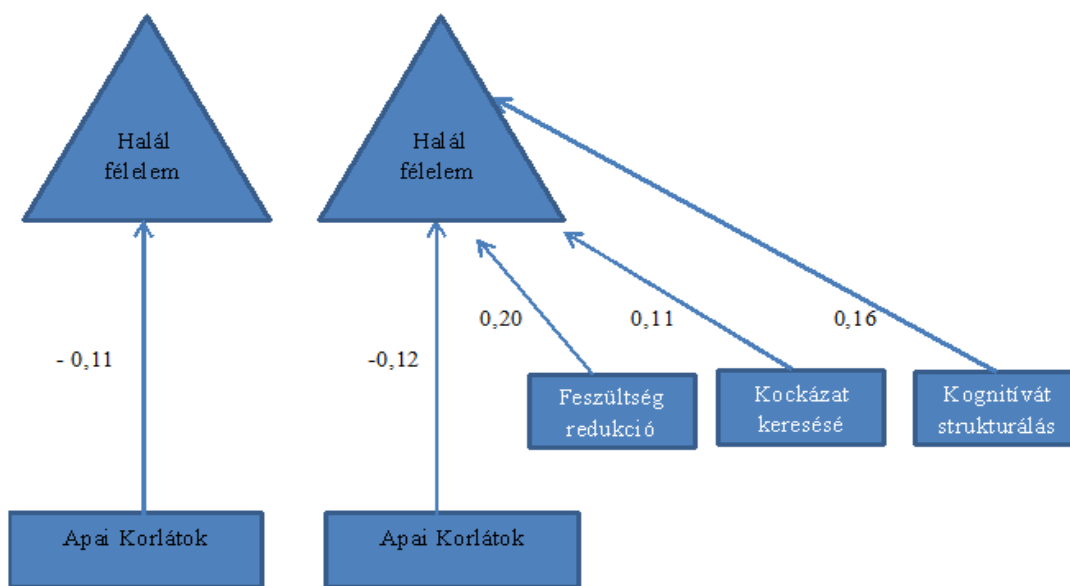 Halál
félelem
Halál
félelem
- 0,11
-0,12
0,20
0,11
0,16
Feszültség
redukció
Kockázat
keresésé
Kognitívát
strukturálás
Apai Korlátok
Apai Korlátok